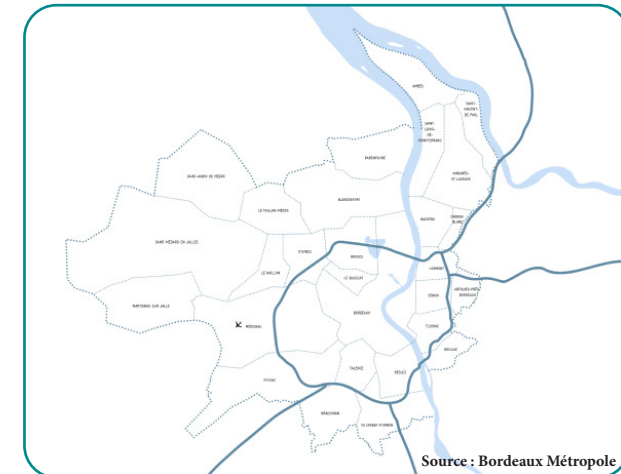 AMBÈS
SAINT
VINCENT
DE PAUL
SAINT
LOUIS
DE
MONTFERRAND
PAREMPUYRE
AMBARÈS-
ET-LAGRAVE
SAINT-AUBIN DE MÉDOC
BLANQUEFORT
LE TAILLAN-MÉDOC
BASSENS
CARBON
BLANC
SAINT-MÉDARD EN JALLES
EYSINES
BRUGES
LE HAILLAN
LE BOUSCAT
LORMONT
ARTIGUES-PRÈS
BORDEAUX
CENON
MARTIGNAS-SUR-JALLE
BORDEAUX
MÉRIGNAC
FLOIRAC
BOULIAC
TALENCE
BÈGLES
PESSAC
GRADIGNAN
VILLENAVE-D'ORNON
Source : Bordeaux Métropole